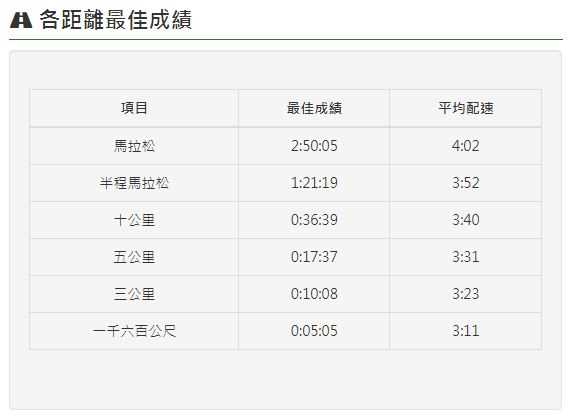 各距離最佳成績
項目 最佳成績 平均配速
馬拉松 2:50:05 4:02
半程馬拉松 1:21:19 3:52
十公里 0:36:39 3:40
五公里 0:17:37 3:31
三公里 0:10:08 3:23
一千六百公尺 0:05:05 3:11